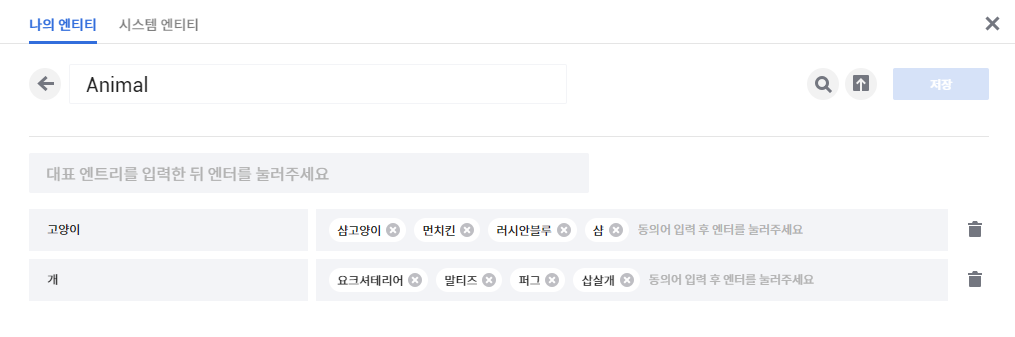 나의 엔티티 시스템 엔티티
Animal 저장
대표 엔트리를 입력한 뒤 엔터를 눌러주세요
고양이 샴고양이 먼치킨 러시안블루 샴 동의어 입력 후 엔터를 눌러주세요
개 요크셔테리어 말티즈 퍼그 삽살개 동의어 입력 후 엔터를 눌러주세요